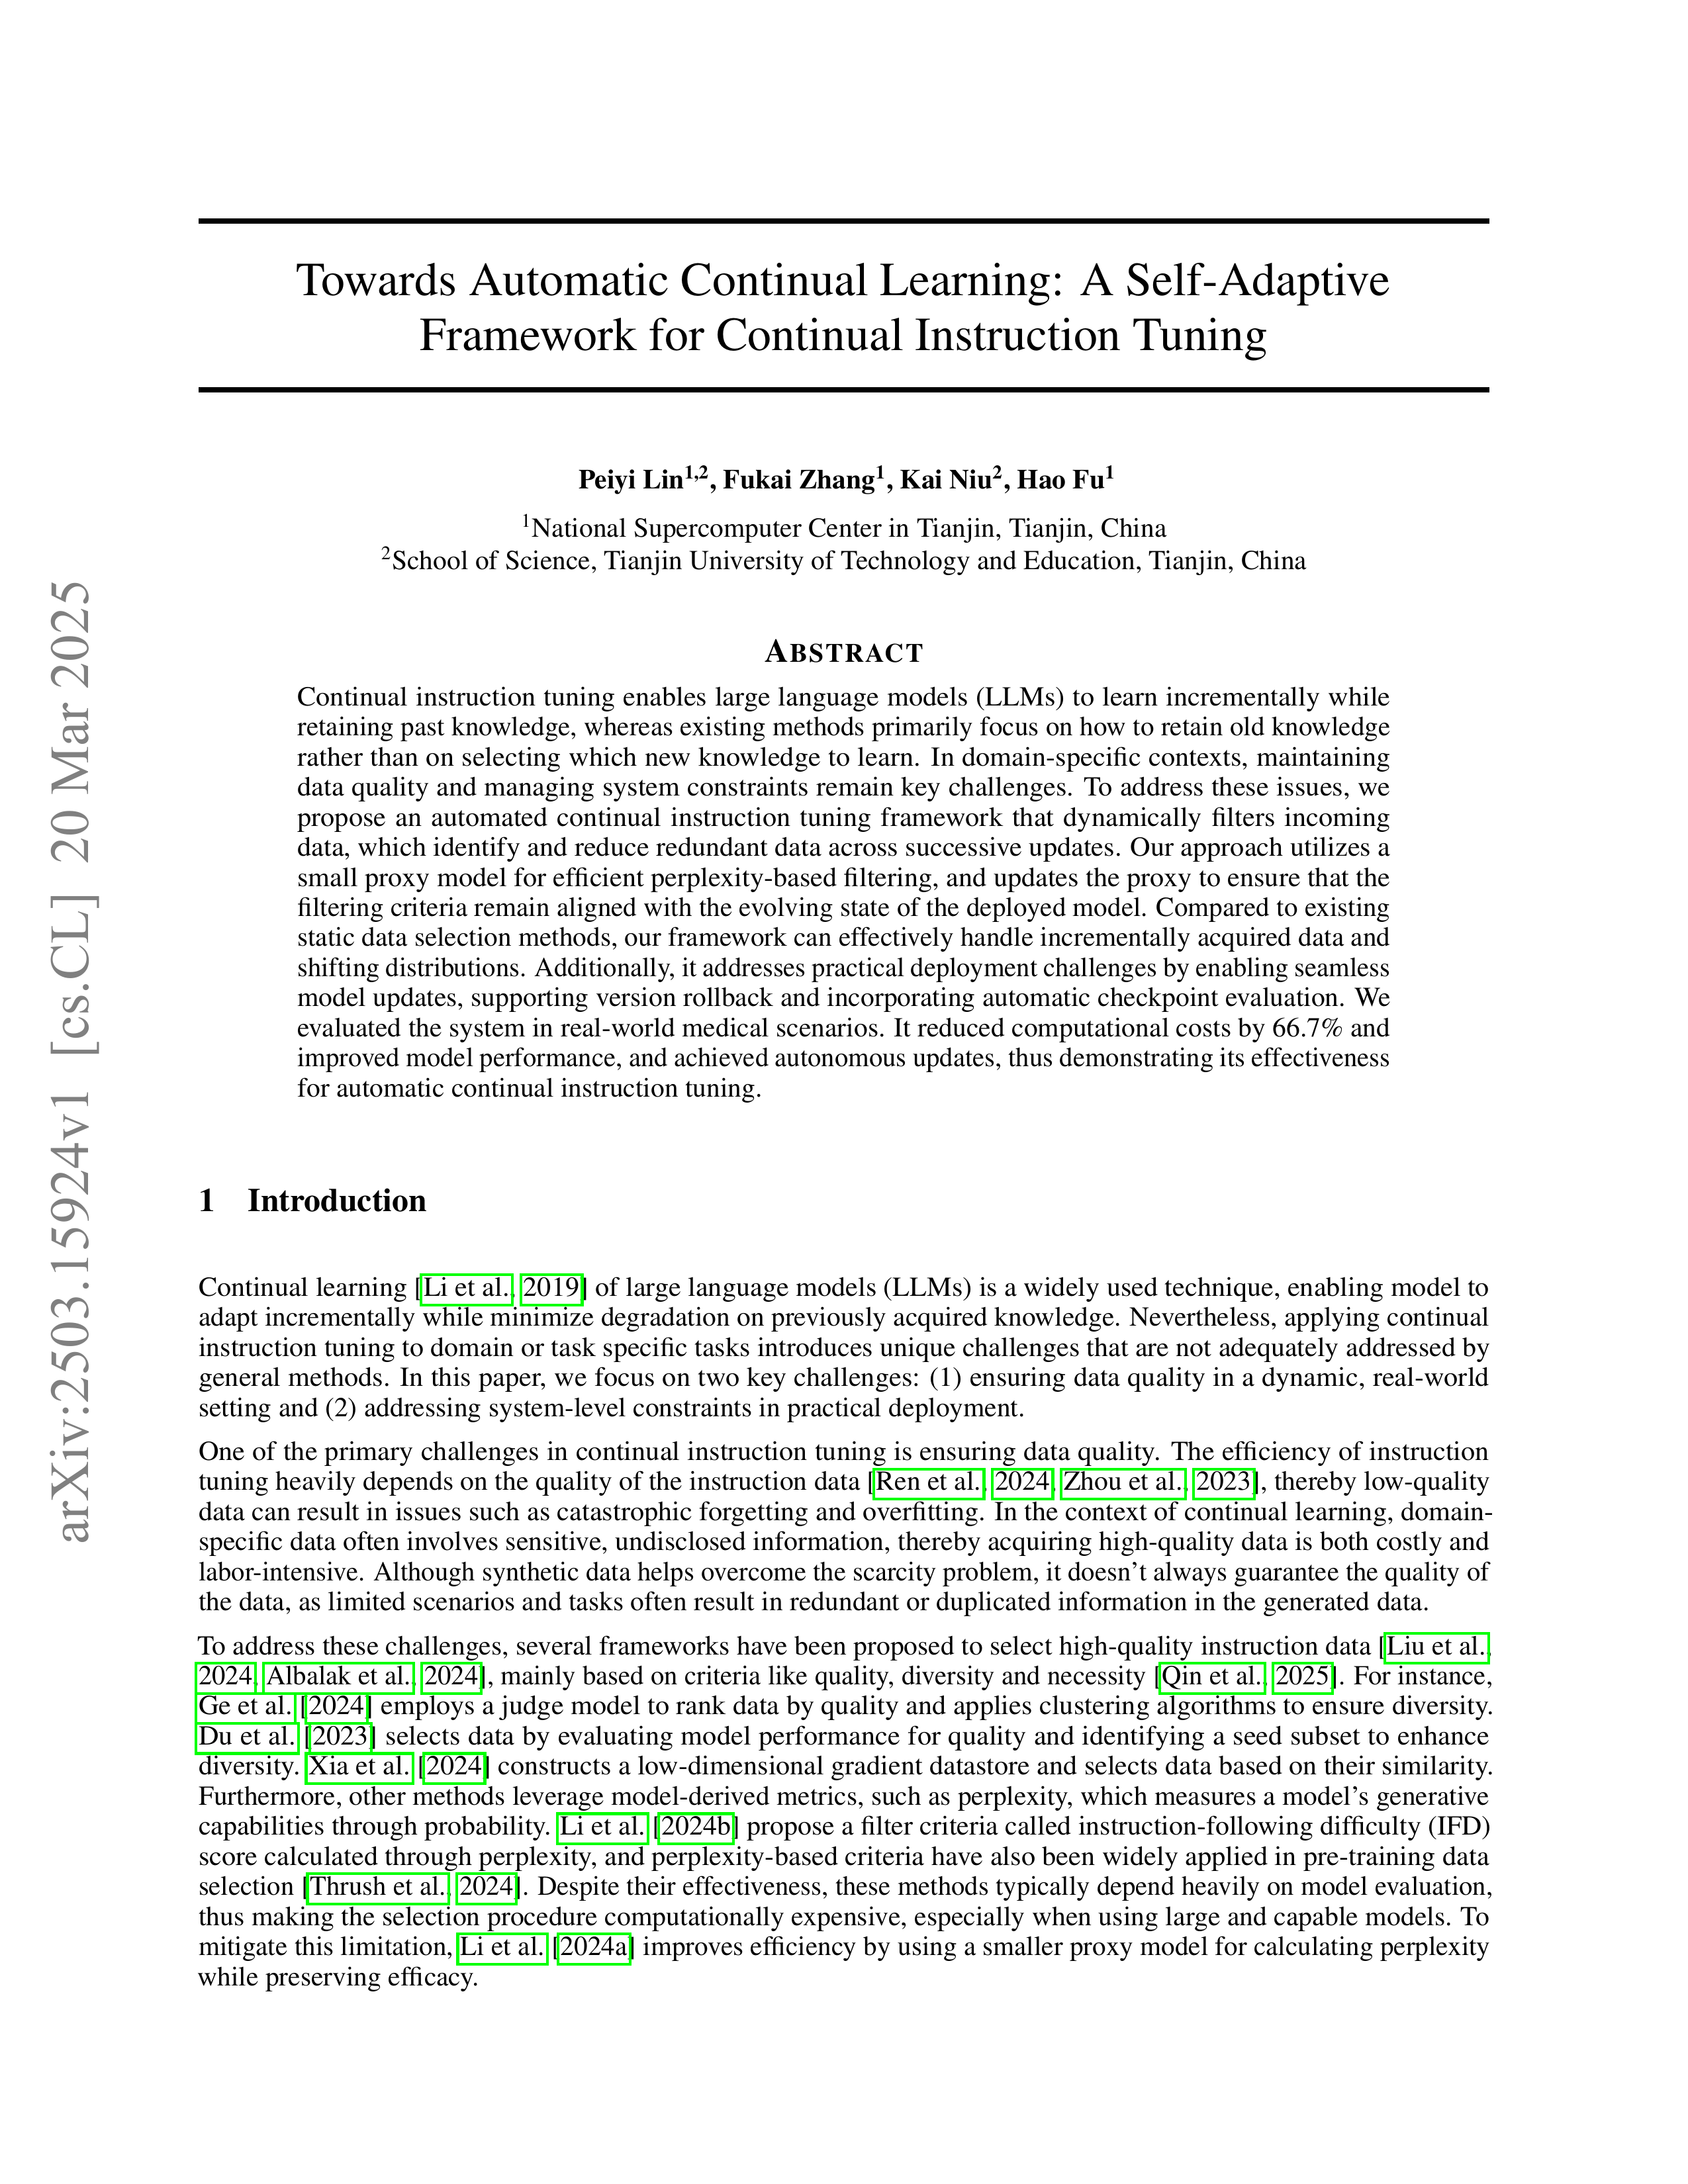 arXiv:2503.15924v1 [cs.CL] 20 Mar 2025
Towards Automatic Continual Learning: A Self-Adaptive
Framework for Continual Instruction Tuning
Peiyi Lin1,2, Fukai Zhang1, Kai Niu2, Hao Fu1
1National Supercomputer Center in Tianjin, Tianjin, China
2School of Science, Tianjin University of Technology and Education, Tianjin, China
ABSTRACT
Continual instruction tuning enables large language models (LLMs) to learn incrementally while
retaining past knowledge, whereas existing methods primarily focus on how to retain old knowledge
rather than on selecting which new knowledge to learn. In domain-specific contexts, maintaining
data quality and managing system constraints remain key challenges. To address these issues, we
propose an automated continual instruction tuning framework that dynamically filters incoming
data, which identify and reduce redundant data across successive updates. Our approach utilizes a
small proxy model for efficient perplexity-based filtering, and updates the proxy to ensure that the
filtering criteria remain aligned with the evolving state of the deployed model. Compared to existing
static data selection methods, our framework can effectively handle incrementally acquired data and
shifting distributions. Additionally, it addresses practical deployment challenges by enabling seamless
model updates, supporting version rollback and incorporating automatic checkpoint evaluation. We
evaluated the system in real-world medical scenarios. It reduced computational costs by 66.7% and
improved model performance, and achieved autonomous updates, thus demonstrating its effectiveness
for automatic continual instruction tuning.
1 Introduction
Continual learning [Li et al., 2019] of large language models (LLMs) is a widely used technique, enabling model to
adapt incrementally while minimize degradation on previously acquired knowledge. Nevertheless, applying continual
instruction tuning to domain or task specific tasks introduces unique challenges that are not adequately addressed by
general methods. In this paper, we focus on two key challenges: (1) ensuring data quality in a dynamic, real-world
setting and (2) addressing system-level constraints in practical deployment.
One of the primary challenges in continual instruction tuning is ensuring data quality. The efficiency of instruction
tuning heavily depends on the quality of the instruction data [Ren et al., 2024, Zhou et al., 2023], thereby low-quality
data can result in issues such as catastrophic forgetting and overfitting. In the context of continual learning, domain-
specific data often involves sensitive, undisclosed information, thereby acquiring high-quality data is both costly and
labor-intensive. Although synthetic data helps overcome the scarcity problem, it doesn't always guarantee the quality of
the data, as limited scenarios and tasks often result in redundant or duplicated information in the generated data.
To address these challenges, several frameworks have been proposed to select high-quality instruction data [Liu et al.,
2024, Albalak et al., 2024], mainly based on criteria like quality, diversity and necessity [Qin et al., 2025]. For instance,
Ge et al. [2024] employs a judge model to rank data by quality and applies clustering algorithms to ensure diversity.
Du et al. [2023] selects data by evaluating model performance for quality and identifying a seed subset to enhance
diversity. Xia et al. [2024] constructs a low-dimensional gradient datastore and selects data based on their similarity.
Furthermore, other methods leverage model-derived metrics, such as perplexity, which measures a model's generative
capabilities through probability. Li et al. [2024b] propose a filter criteria called instruction-following difficulty (IFD)
score calculated through perplexity, and perplexity-based criteria have also been widely applied in pre-training data
selection [Thrush et al., 2024]. Despite their effectiveness, these methods typically depend heavily on model evaluation,
thus making the selection procedure computationally expensive, especially when using large and capable models. To
mitigate this limitation, Li et al. [2024a] improves efficiency by using a smaller proxy model for calculating perplexity
while preserving efficacy.